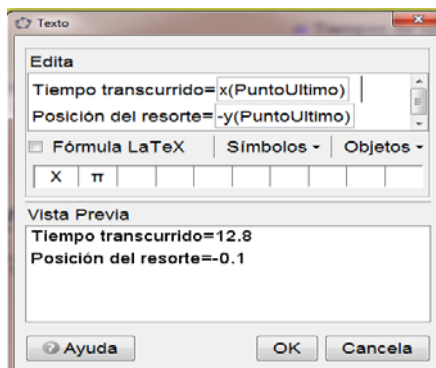 Texto
Edita
Tiempo transcurrido= x(PuntoUltimo)
Posición del resorte= -y(PuntoUltimo)
Fórmula LaTeX Símbolos Objetos
X π
Vista Previa
Tiempo transcurrido=12.8
Posición del resorte=-0.1
Ayuda OK Cancela